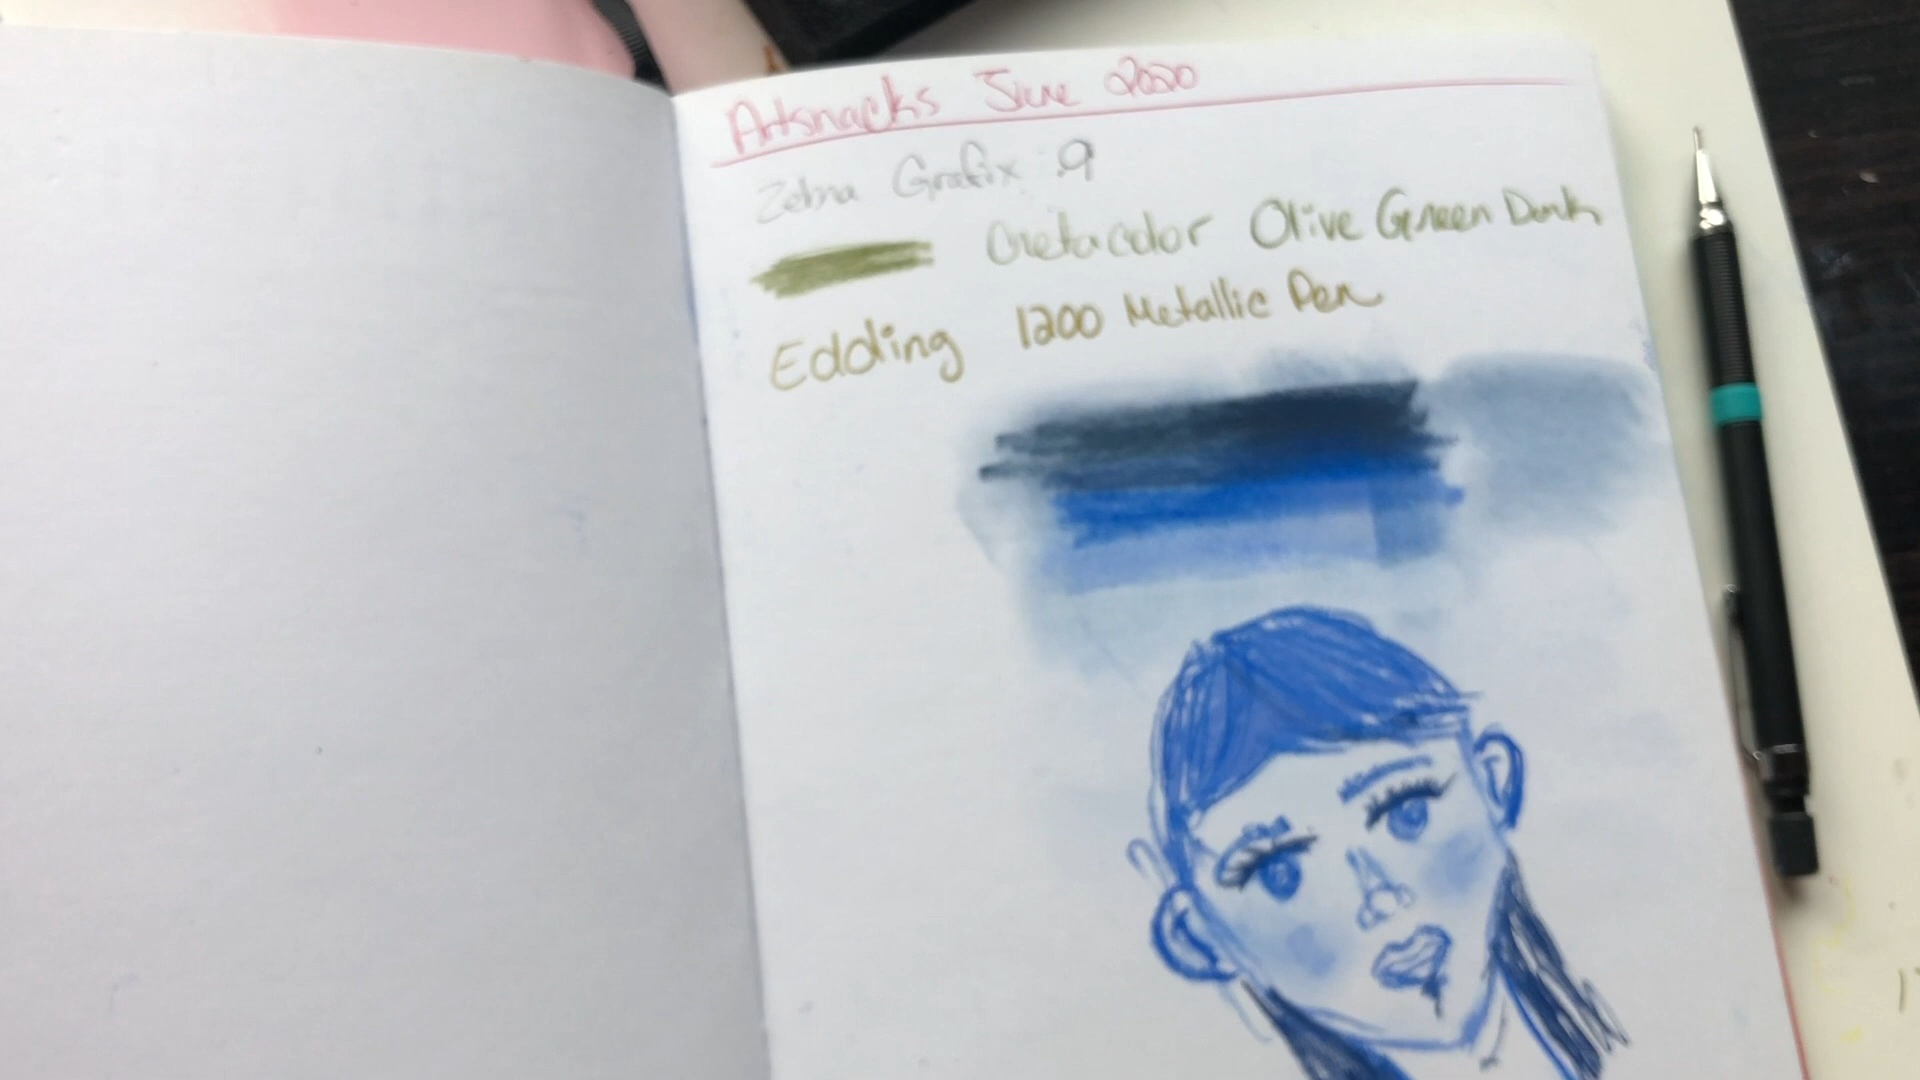 Artsnacks June 2020
Zebra Grafix .9
Cretacolor Olive Green Dark
Edding 1200 Metallic Pen